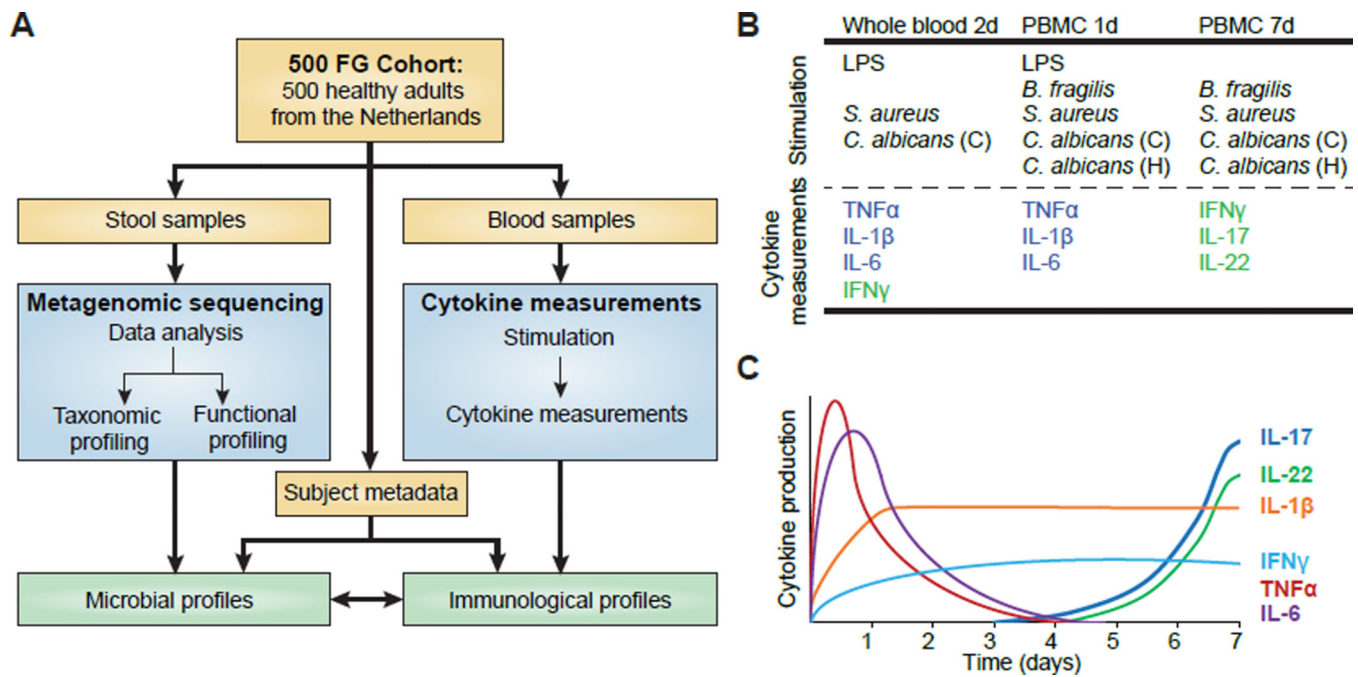 A
500 FG Cohort:
500 healthy adults
from the Netherlands
Stool samples
Blood samples
Metagenomic sequencing
Data analysis
Taxonomic
profiling
Functional
profiling
Cytokine measurements
Stimulation
Cytokine measurements
Subject metadata
Microbial profiles
Immunological profiles
B
Whole blood 2d PBMC 1d PBMC 7d
Stimulation
LPS LPS
B. fragilis B. fragilis
S. aureus S. aureus S. aureus
C. albicans (C) C. albicans (C) C. albicans (C)
C. albicans (H) C. albicans (H)
Cytokine
measurements
TNFα TNFα IFNγ
IL-1β IL-1β IL-17
IL-6 IL-6 IL-22
IFNγ
C
Cytokine production
IL-17
IL-22
IL-1β
IFNγ
TNFα
IL-6
1 2 3 4 5 6 7
Time (days)